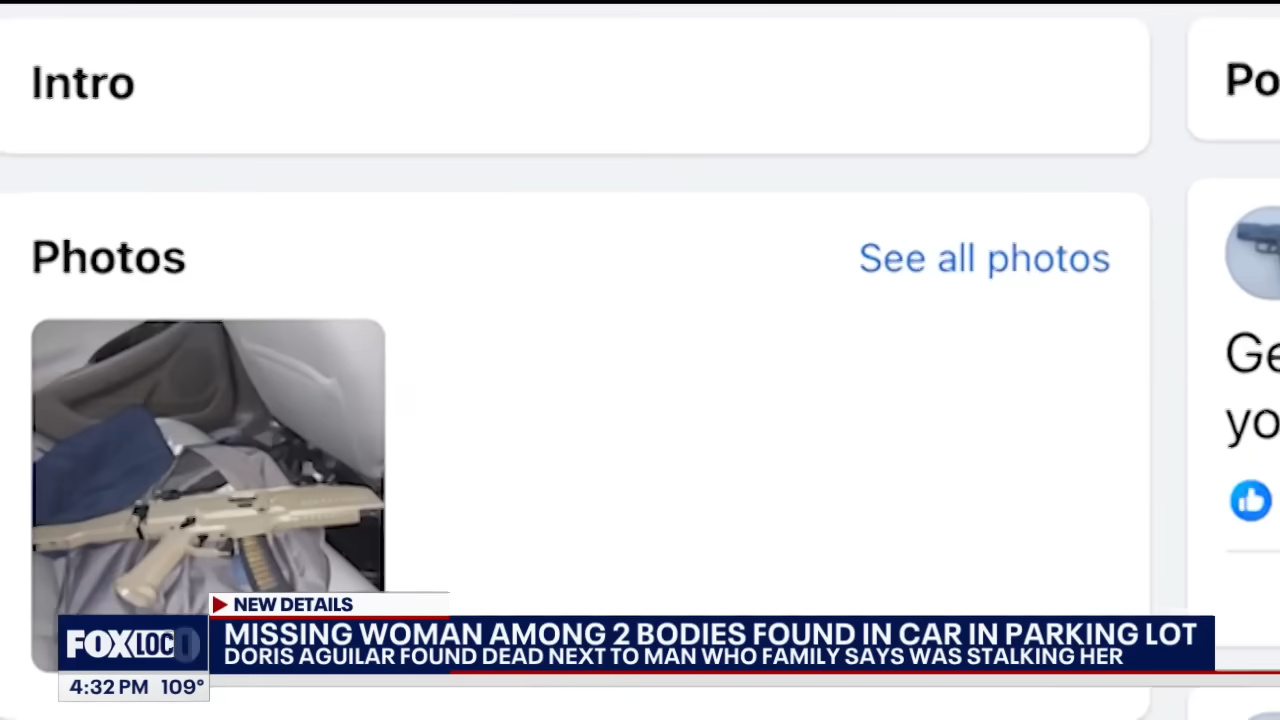 Intro
Po
Photos
See all photos
Ge
yo
NEW DETAILS
FOX LOC
MISSING WOMAN AMONG 2 BODIES FOUND IN CAR IN PARKING LOT
DORIS AGUILAR FOUND DEAD NEXT TO MAN WHO FAMILY SAYS WAS STALKING HER
4:32 PM 109°